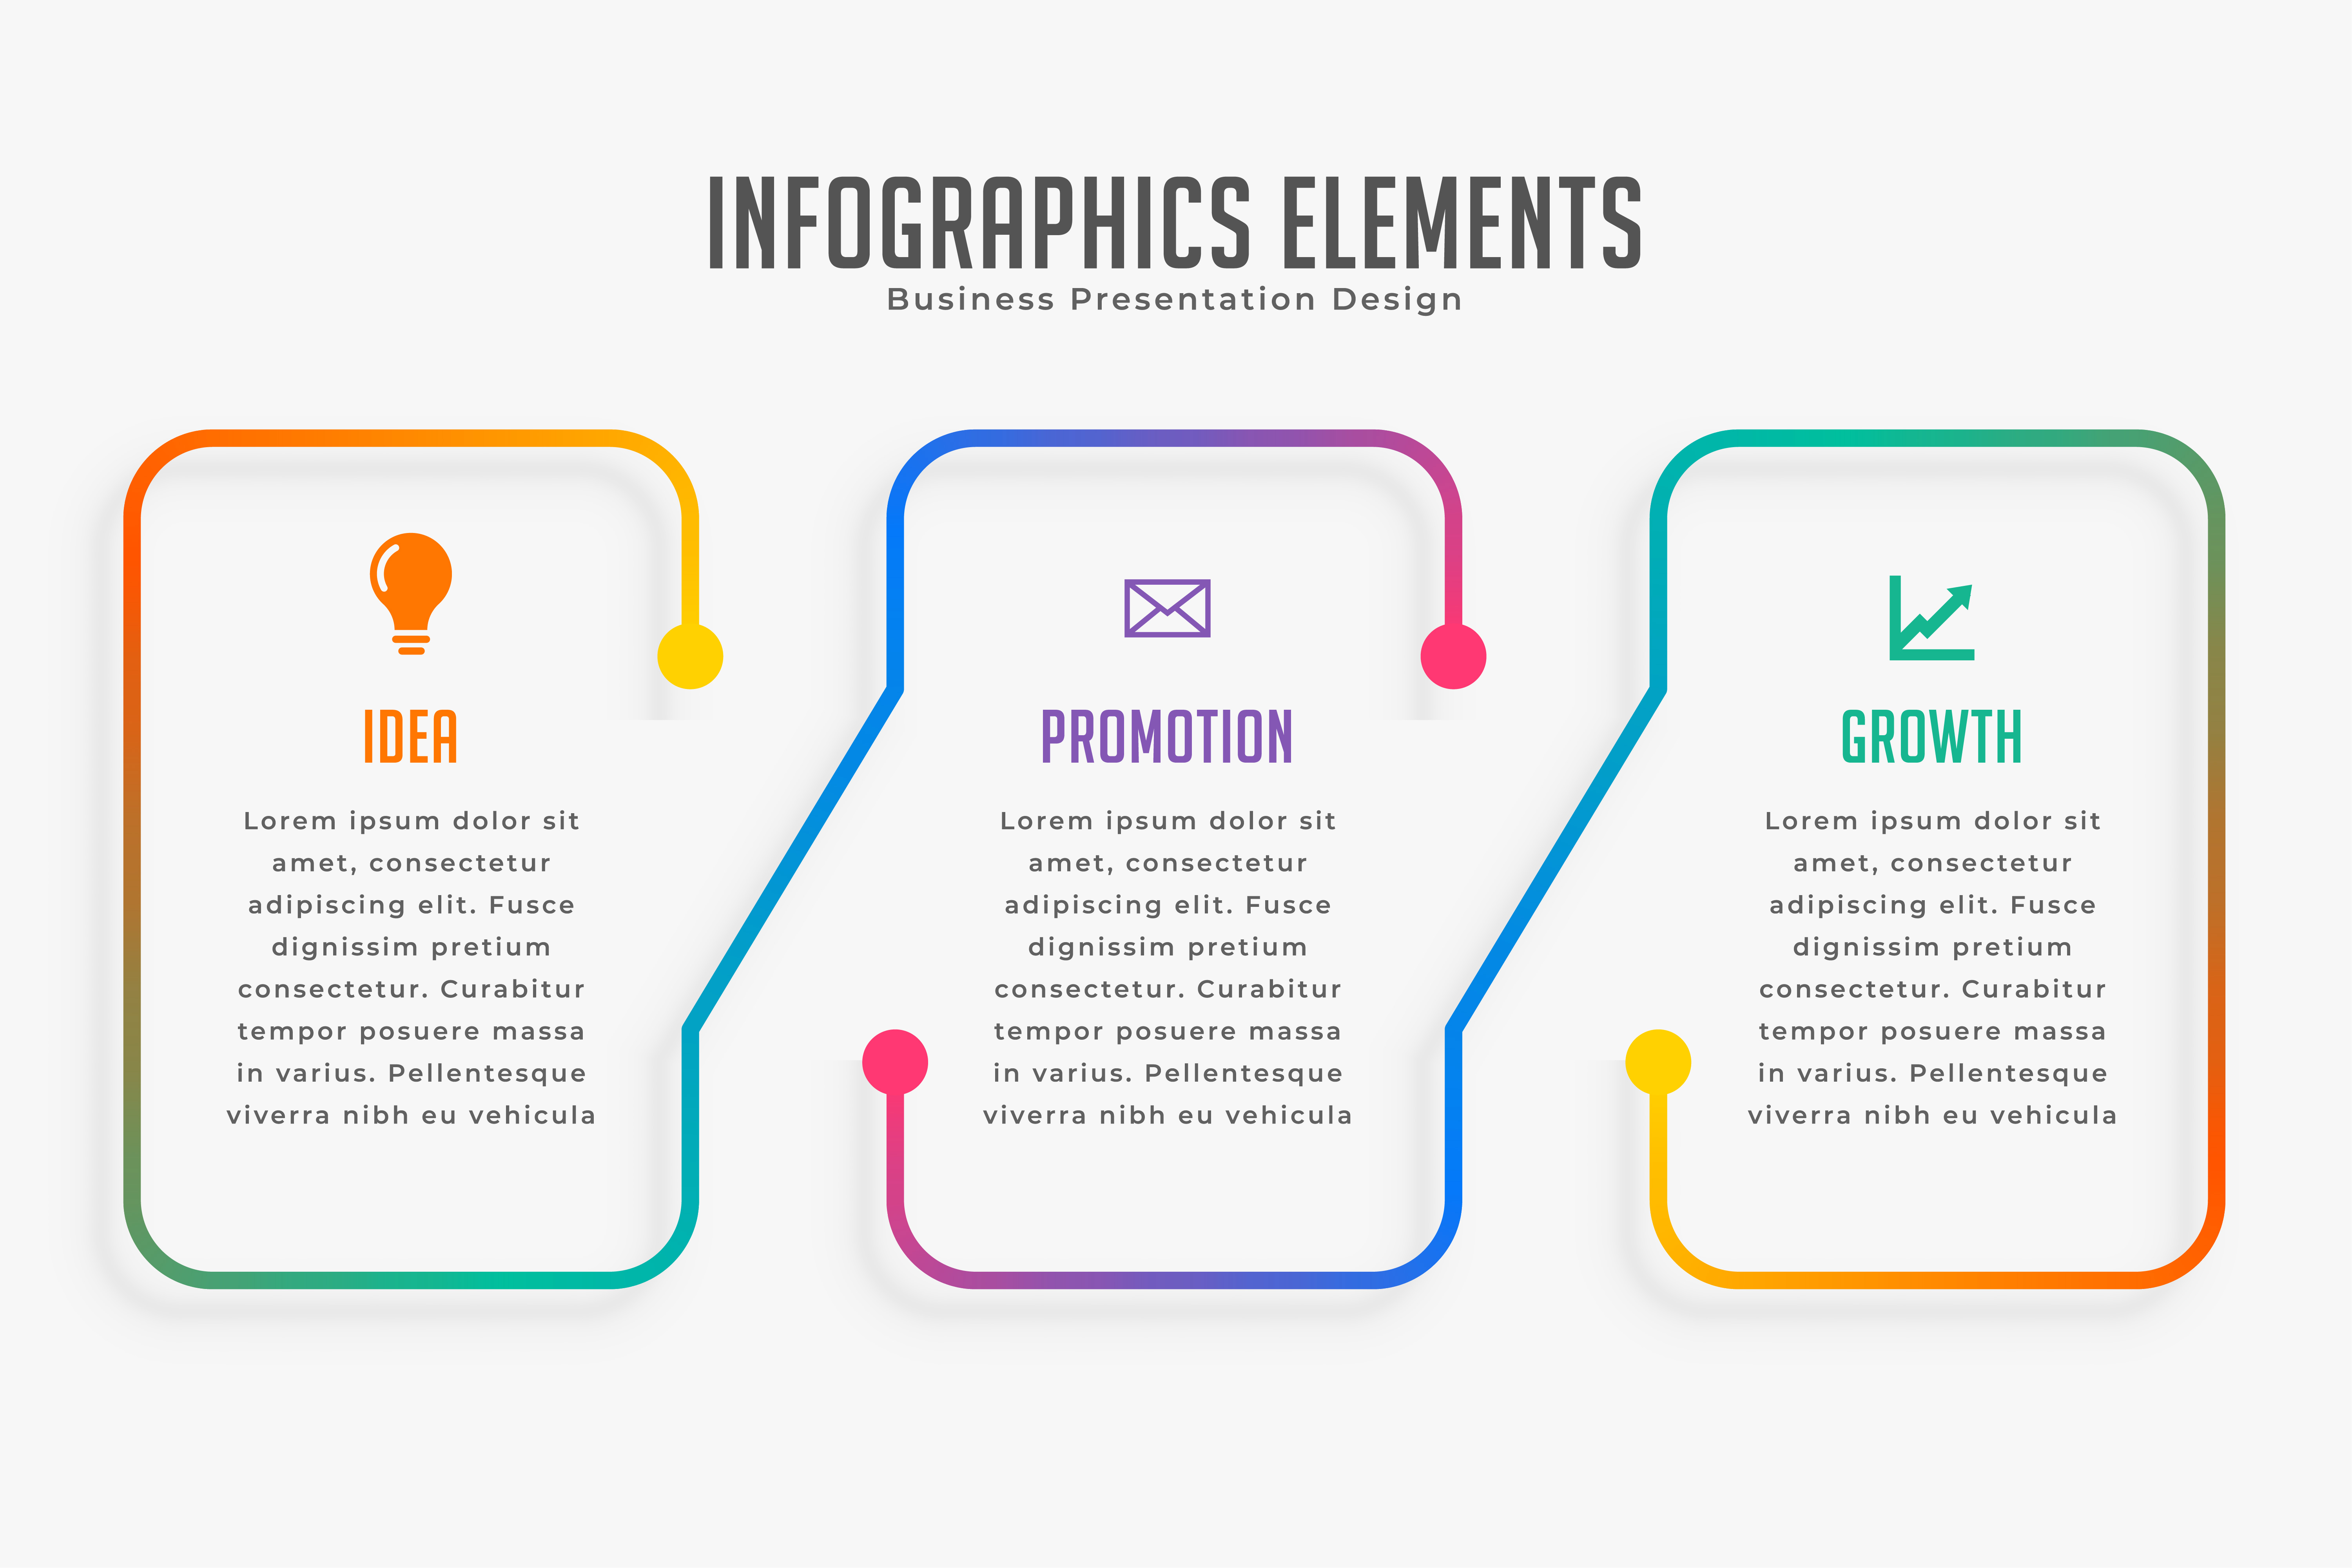 INFOGRAPHICS ELEMENTS
Business Presentation Design
IDEA
Lorem ipsum dolor sit
amet, consectetur
adipiscing elit. Fusce
dignissim pretium
consectetur. Curabitur
tempor posuere massa
in varius. Pellentesque
viverra nibh eu vehicula
PROMOTION
Lorem ipsum dolor sit
amet, consectetur
adipiscing elit. Fusce
dignissim pretium
consectetur. Curabitur
tempor posuere massa
in varius. Pellentesque
viverra nibh eu vehicula
GROWTH
Lorem ipsum dolor sit
amet, consectetur
adipiscing elit. Fusce
dignissim pretium
consectetur. Curabitur
tempor posuere massa
in varius. Pellentesque
viverra nibh eu vehicula